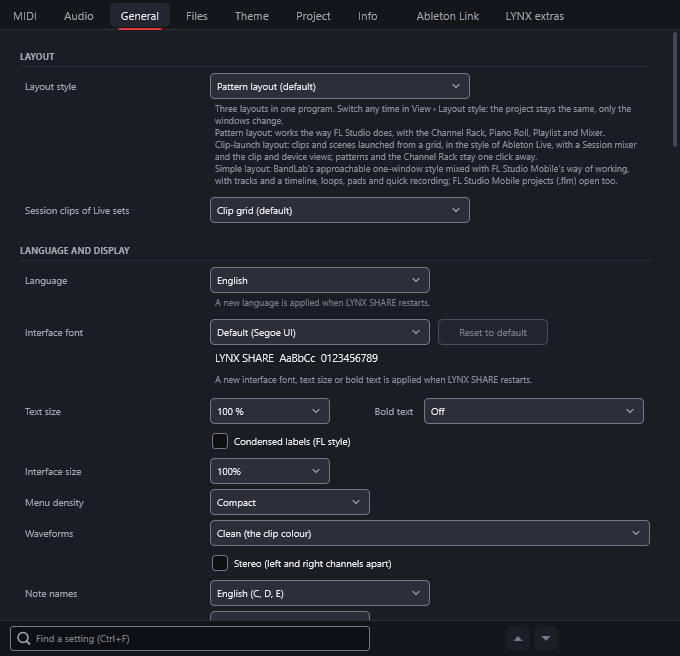 MIDI Audio General Files Theme Project Info Ableton Link LYNX extras
LAYOUT
Layout style Pattern layout (default)
Three layouts in one program. Switch any time in View › Layout style: the project stays the same, only the
windows change.
Pattern layout: works the way FL Studio does, with the Channel Rack, Piano Roll, Playlist and Mixer.
Clip-launch layout: clips and scenes launched from a grid, in the style of Ableton Live, with a Session mixer
and the clip and device views; patterns and the Channel Rack stay one click away.
Simple layout: BandLab's approachable one-window style mixed with FL Studio Mobile's way of working,
with tracks and a timeline, loops, pads and quick recording; FL Studio Mobile projects (.flm) open too.
Session clips of Live sets Clip grid (default)
LANGUAGE AND DISPLAY
Language English
A new language is applied when LYNX SHARE restarts.
Interface font Default (Segoe UI) Reset to default
LYNX SHARE AaBbCc 0123456789
A new interface font, text size or bold text is applied when LYNX SHARE restarts.
Text size 100 % Bold text Off
Condensed labels (FL style)
Interface size 100%
Menu density Compact
Waveforms Clean (the clip colour)
Stereo (left and right channels apart)
Note names English (C, D, E)
Find a setting (Ctrl+F)